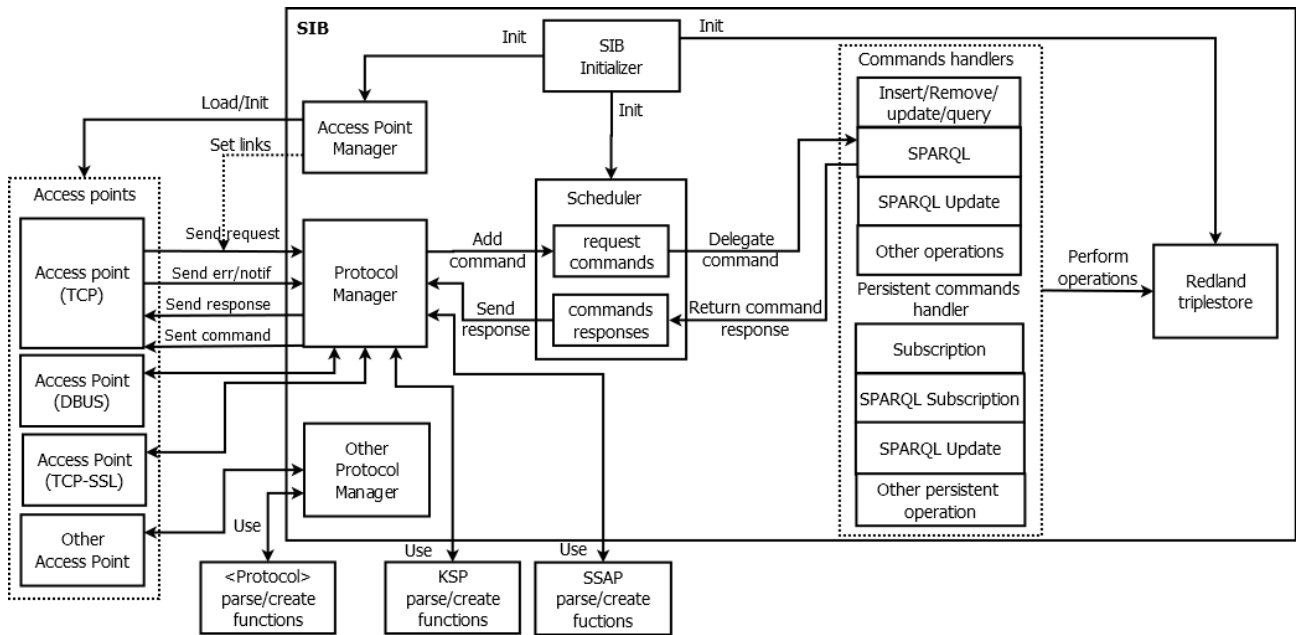 SIB
Init
SIB
Initializer
Init
Init
Load/Init
Access Point
Manager
Set links
Access points
Access point
(TCP)
Send request
Send err/notif
Send response
Sent command
Access Point
(DBUS)
Access Point
(TCP-SSL)
Other
Access Point
Protocol
Manager
Other
Protocol
Manager
Use
<Protocol>
parse/create
functions
Use
KSP
parse/create
functions
Use
SSAP
parse/create
fuctions
Add
command
Send
response
Scheduler
request
commands
commands
responses
Delegate
command
Return command
response
Commands handlers
Insert/Remove/
update/query
SPARQL
SPARQL Update
Other operations
Persistent commands
handler
Subscription
SPARQL Subscription
SPARQL Update
Other persistent
operation
Perform
operations
Redland
triplestore